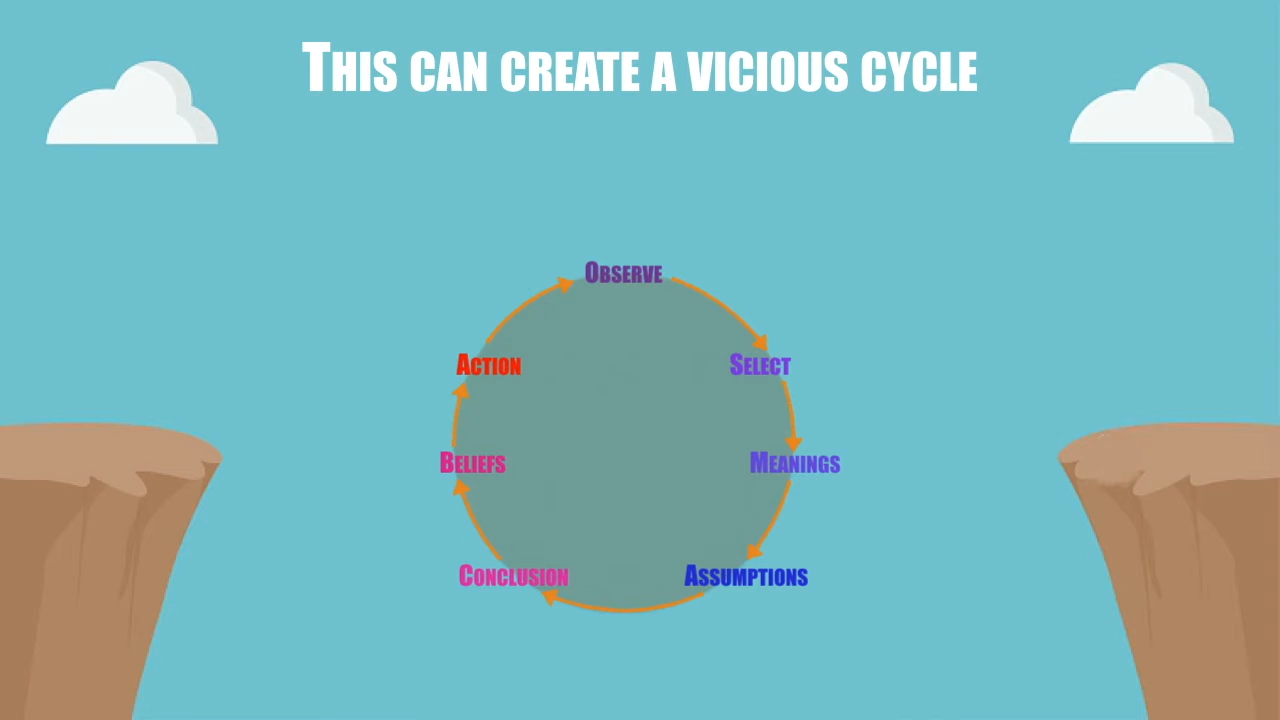 THIS CAN CREATE A VICIOUS CYCLE
OBSERVE
SELECT
MEANINGS
ASSUMPTIONS
CONCLUSION
BELIEFS
ACTION